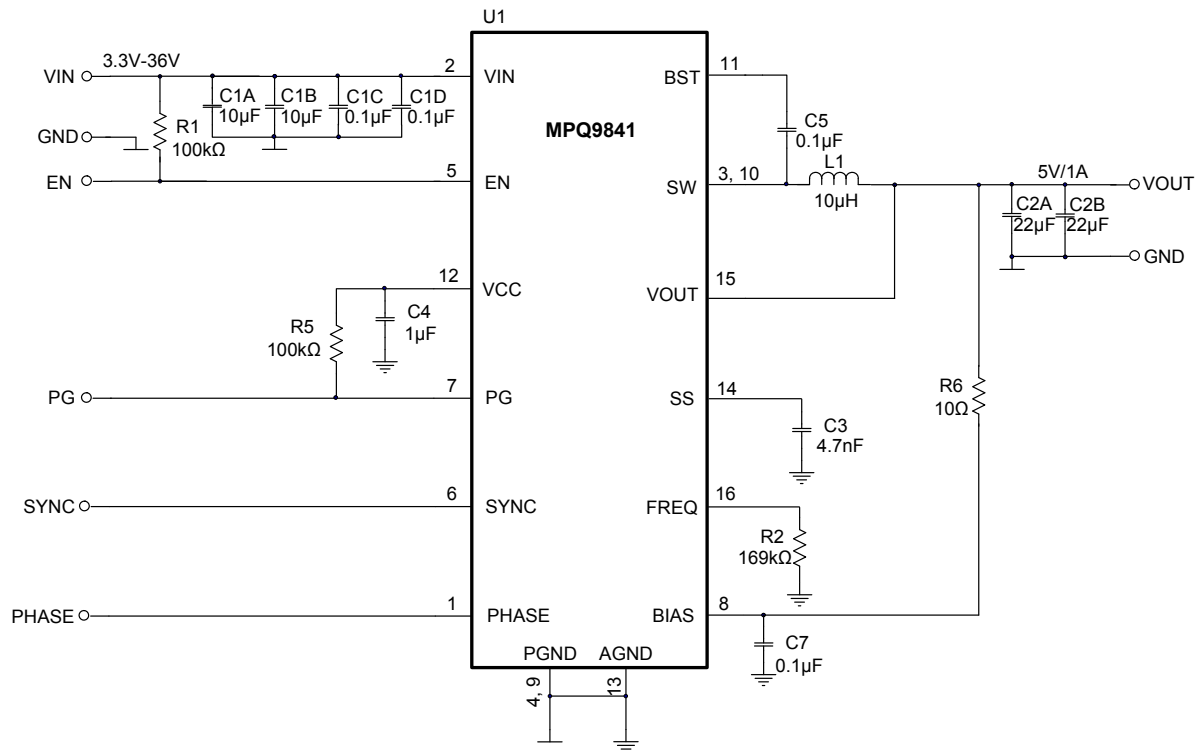 U1
3.3V-36V
VIN
GND
EN
R1
100kΩ
C1A
10µF
C1B
10µF
C1C
0.1µF
C1D
0.1µF
2
VIN
5
EN
12
VCC
C4
1µF
R5
100kΩ
PG
7
PG
SYNC
6
SYNC
PHASE
1
PHASE
MPQ9841
BST
11
C5
0.1µF
L1
10µH
SW
3, 10
5V/1A
VOUT
C2A
22µF
C2B
22µF
GND
VOUT
15
SS
14
C3
4.7nF
R6
10Ω
FREQ
16
R2
169kΩ
BIAS
8
C7
0.1µF
PGND
AGND
4, 9
13